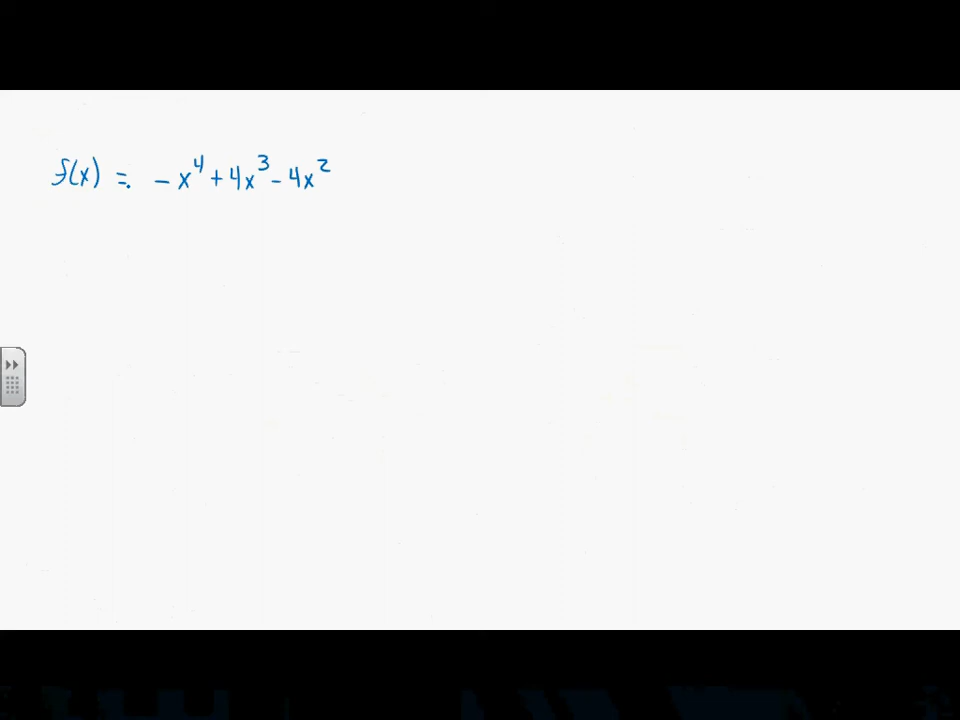 f(x) = -x⁴ + 4x³ - 4x²